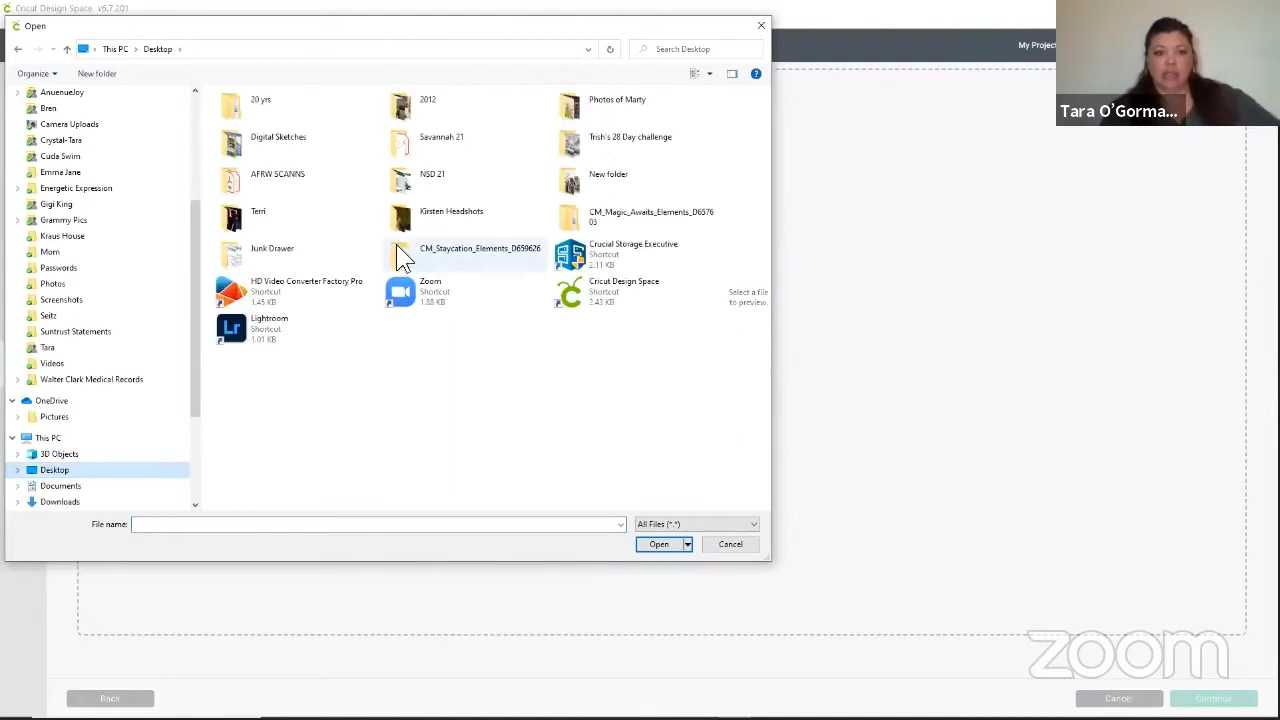 Cricut Design Space v6.7.201
Open
This PC > Desktop >
Search Desktop
My Project
Tara O'Gorma...
Organize
New folder
AnuenueJoy
Bren
Camera Uploads
Crystal-Tara
Cuda Swim
Emma Jane
Energetic Expression
Gigi King
Grammy Pics
Kraus House
Mom
Passwords
Photos
Screenshots
Seitz
Suntrust Statements
Tara
Videos
Walter Clark Medical Records
OneDrive
Pictures
This PC
3D Objects
Desktop
Documents
Downloads
20 yrs
2012
Photos of Marty
Digital Sketches
Savannah 21
Trish's 28 Day challenge
AFRW SCANNS
NSD 21
New folder
Terri
Kirsten Headshots
CM_Magic_Awaits_Elements_D6576
03
Junk Drawer
CM_Staycation_Elements_D659626
Crucial Storage Executive
Shortcut
2.11 KB
HD Video Converter Factory Pro
Shortcut
1.45 KB
Zoom
Shortcut
1.88 KB
Cricut Design Space
Shortcut
2.43 KB
Lr
Lightroom
Shortcut
1.01 KB
Select a file
to preview.
File name:
All Files (*.*)
Open
Cancel
zoom
Back
Cancel
Continue